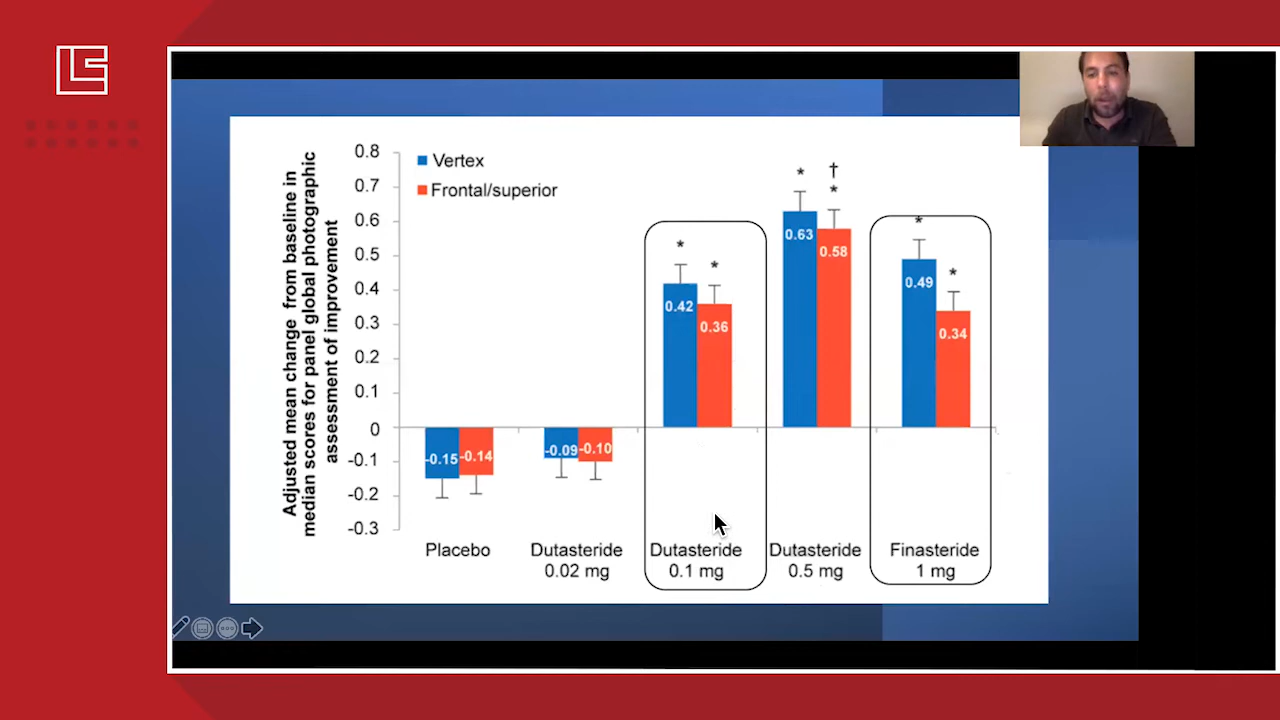 LS
Adjusted mean change from baseline in
median scores for panel global photographic
assessment of improvement
Vertex
Frontal/superior
0.8
0.7
0.6
0.5
0.4
0.3
0.2
0.1
0
-0.1
-0.2
-0.3
-0.15 -0.14
-0.09 -0.10
* *
0.42 0.36
* † *
0.63 0.58
* *
0.49 0.34
Placebo
Dutasteride
0.02 mg
Dutasteride
0.1 mg
Dutasteride
0.5 mg
Finasteride
1 mg